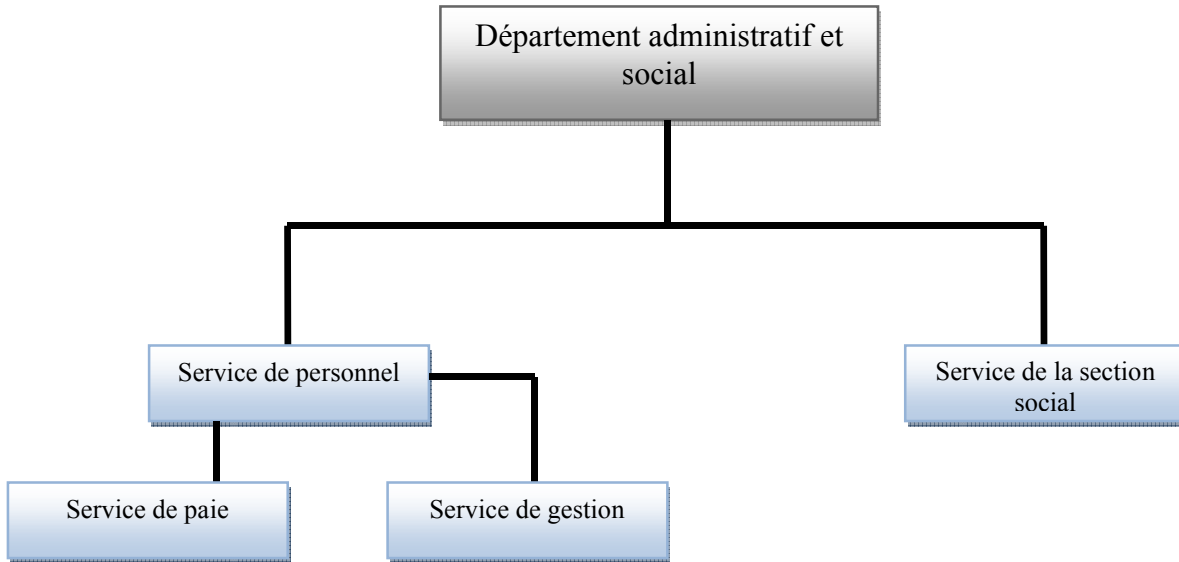 Département administratif et
social
Service de personnel
Service de la section
social
Service de paie
Service de gestion